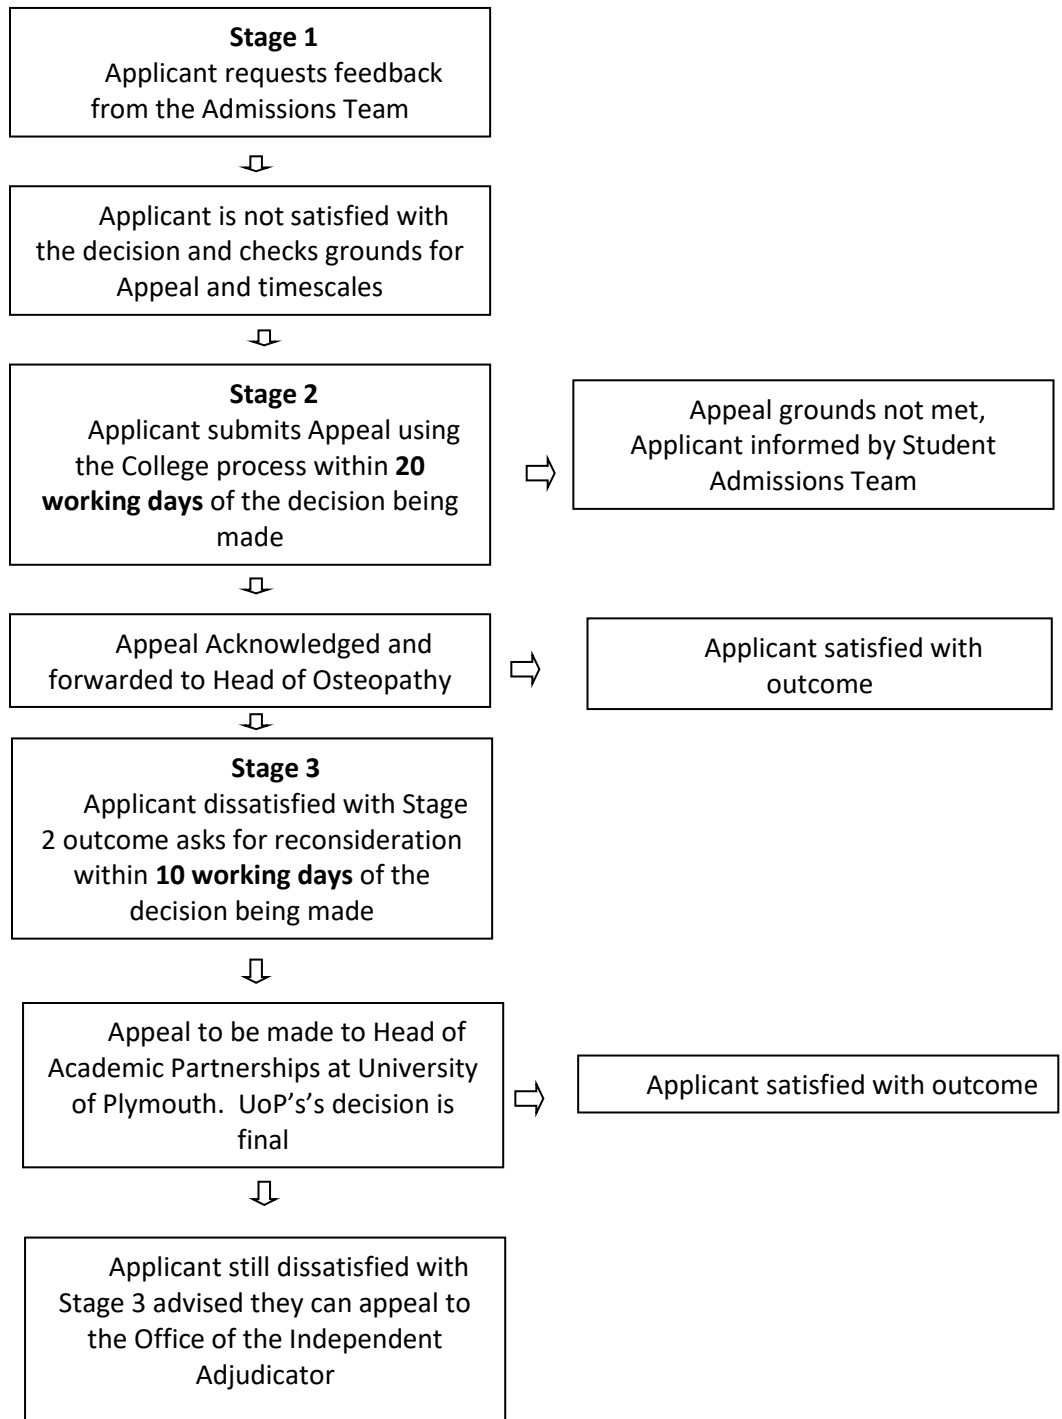 Stage 1
Applicant requests feedback
from the Admissions Team
Applicant is not satisfied with
the decision and checks grounds for
Appeal and timescales
Stage 2
Applicant submits Appeal using
the College process within 20
working days of the decision being
made
Appeal grounds not met,
Applicant informed by Student
Admissions Team
Appeal Acknowledged and
forwarded to Head of Osteopathy
Applicant satisfied with
outcome
Stage 3
Applicant dissatisfied with Stage
2 outcome asks for reconsideration
within 10 working days of the
decision being made
Appeal to be made to Head of
Academic Partnerships at University
of Plymouth.  UoP's's decision is
final
Applicant satisfied with outcome
Applicant still dissatisfied with
Stage 3 advised they can appeal to
the Office of the Independent
Adjudicator